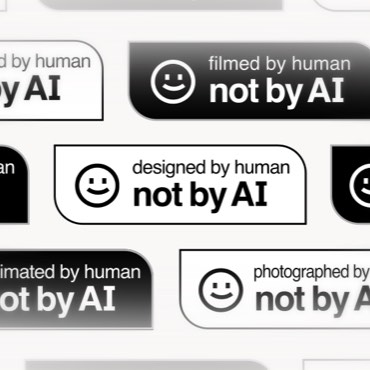 d by human
by AI
filmed by human
not by AI
an
designed by human
not by AI
imated by human
ot by AI
photographed by
not by A